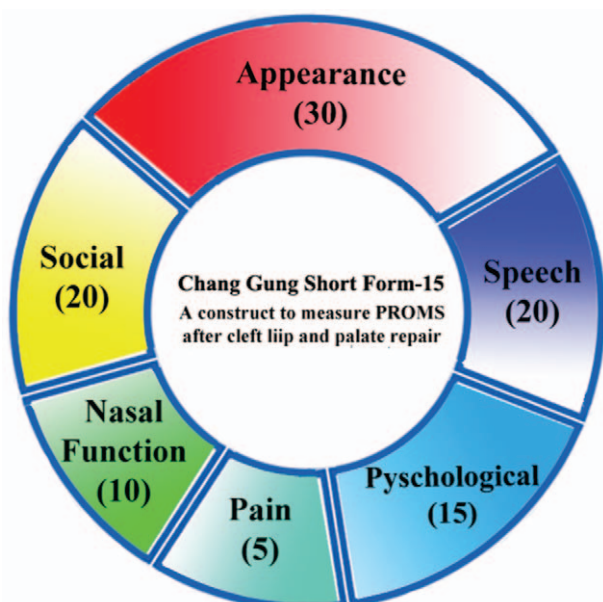 Appearance
(30)
Speech
(20)
Pyschological
(15)
Pain
(5)
Nasal
Function
(10)
Social
(20)
Chang Gung Short Form-15
A construct to measure PROMS
after cleft liip and palate repair